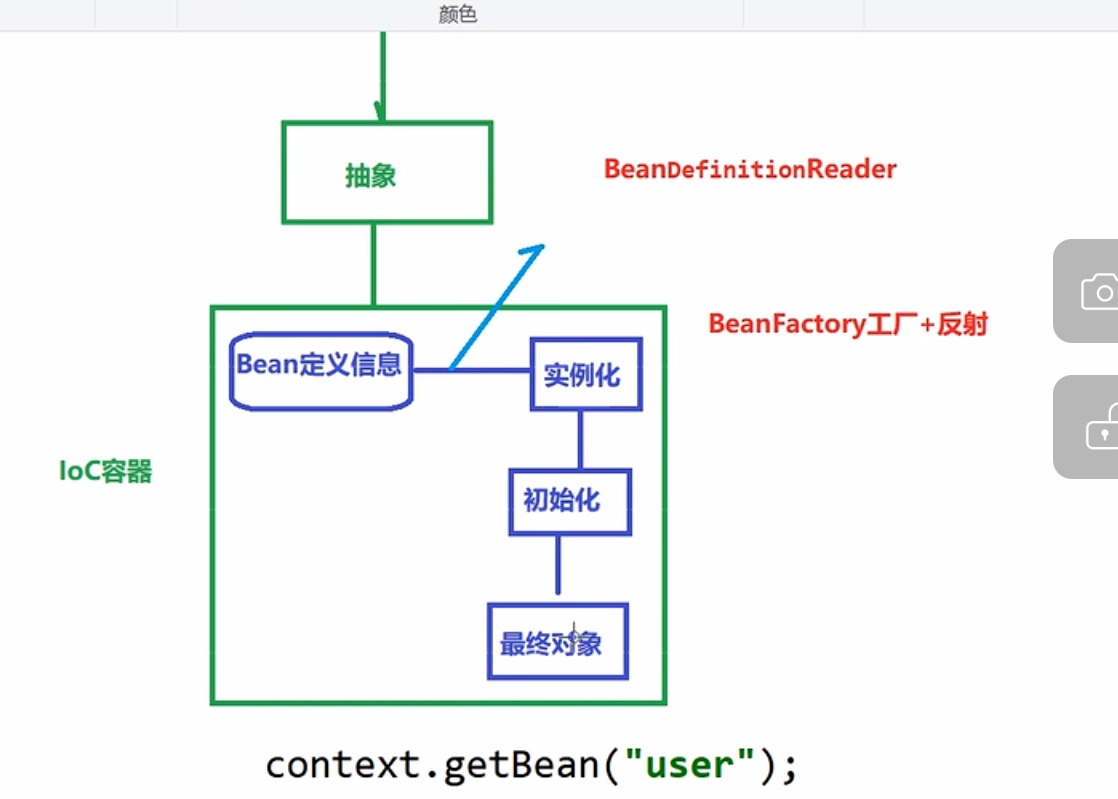 颜色
抽象
BeanDefinitionReader
BeanFactory工厂+反射
Bean定义信息
实例化
IoC容器
初始化
最终对象
context.getBean("user");